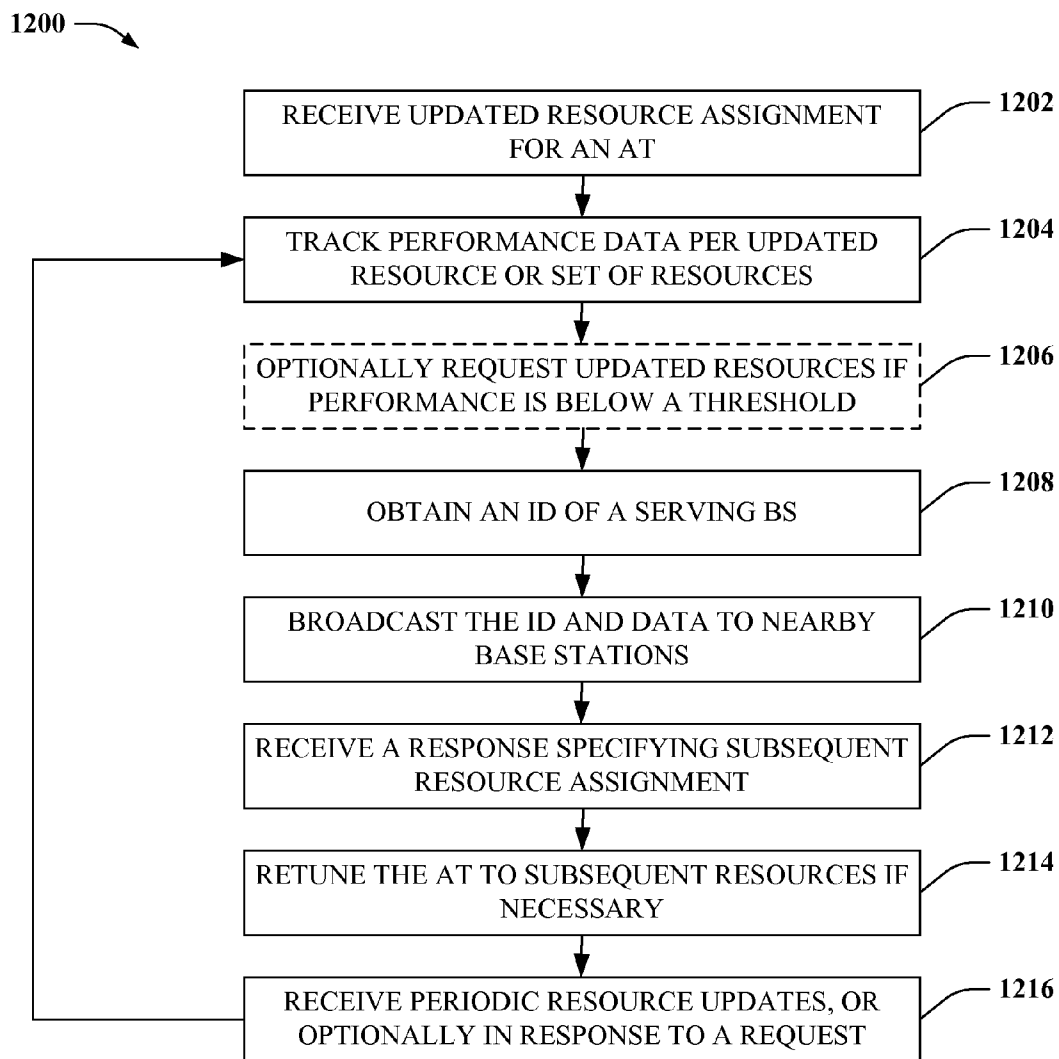 1200
RECEIVE UPDATED RESOURCE ASSIGNMENT
FOR AN AT
1202
TRACK PERFORMANCE DATA PER UPDATED
RESOURCE OR SET OF RESOURCES
1204
OPTIONALLY REQUEST UPDATED RESOURCES IF
PERFORMANCE IS BELOW A THRESHOLD
1206
OBTAIN AN ID OF A SERVING BS
1208
BROADCAST THE ID AND DATA TO NEARBY
BASE STATIONS
1210
RECEIVE A RESPONSE SPECIFYING SUBSEQUENT
RESOURCE ASSIGNMENT
1212
RETUNE THE AT TO SUBSEQUENT RESOURCES IF
NECESSARY
1214
RECEIVE PERIODIC RESOURCE UPDATES, OR
OPTIONALLY IN RESPONSE TO A REQUEST
1216